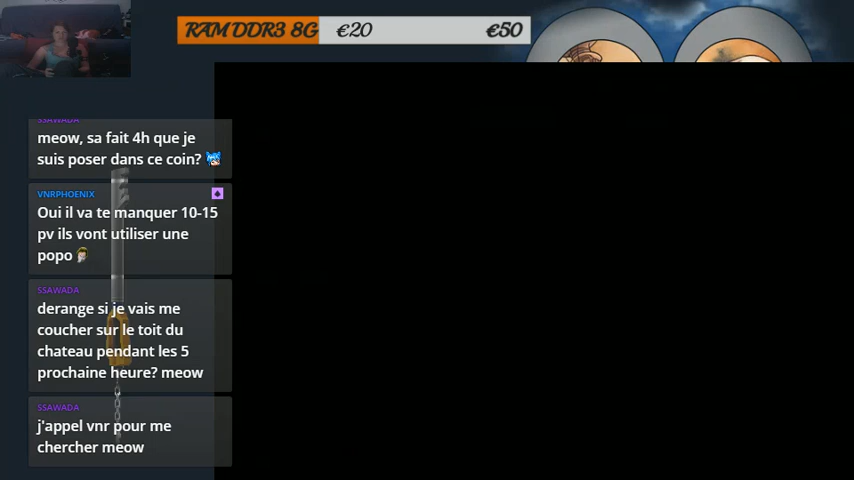 RAM DDR3 8G €20 €50
SSAWADA
meow, sa fait 4h que je
suis poser dans ce coin?
VNRPHOENIX
Oui il va te manquer 10-15
pv ils vont utiliser une
popo
SSAWADA
derange si je vais me
coucher sur le toit du
chateau pendant les 5
prochaine heure? meow
SSAWADA
j'appel vnr pour me
chercher meow